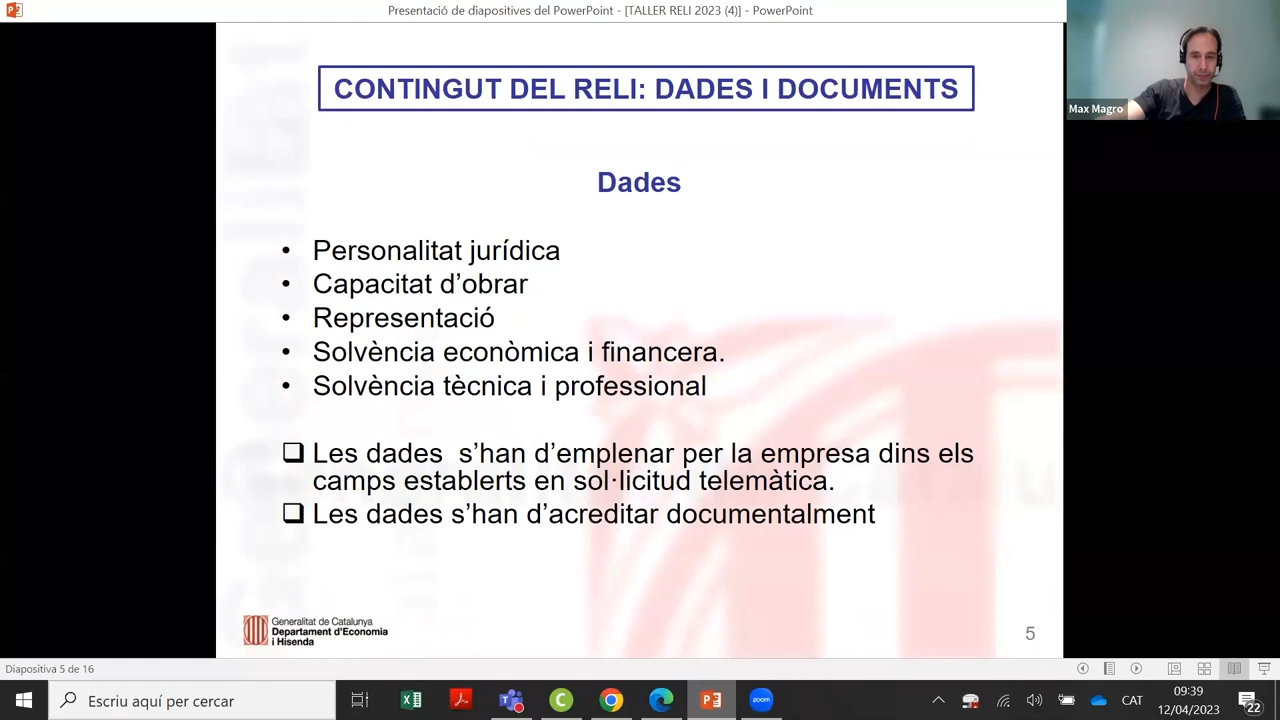 Presentació de diapositives del PowerPoint - [TALLER RELI 2023 (4)] - PowerPoint
Max Magro
CONTINGUT DEL RELI: DADES I DOCUMENTS
Dades
• Personalitat jurídica
• Capacitat d’obrar
• Representació
• Solvència econòmica i financera.
• Solvència tècnica i professional
❑ Les dades s’han d’emplenar per la empresa dins els
camps establerts en sol·licitud telemàtica.
❑ Les dades s’han d’acreditar documentalment
Generalitat de Catalunya
Departament d'Economia
i Hisenda
5
Diapositiva 5 de 16
Escriu aquí per cercar
zoom
CAT
09:39
12/04/2023
22